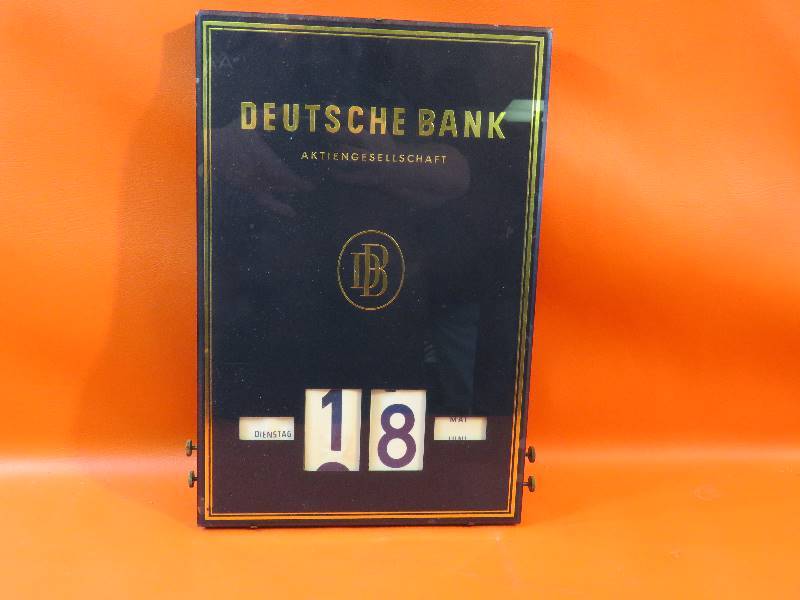 DEUTSCHE BANK
AKTIENGESELLSCHAFT
DB
DIENSTAG 18 MAI